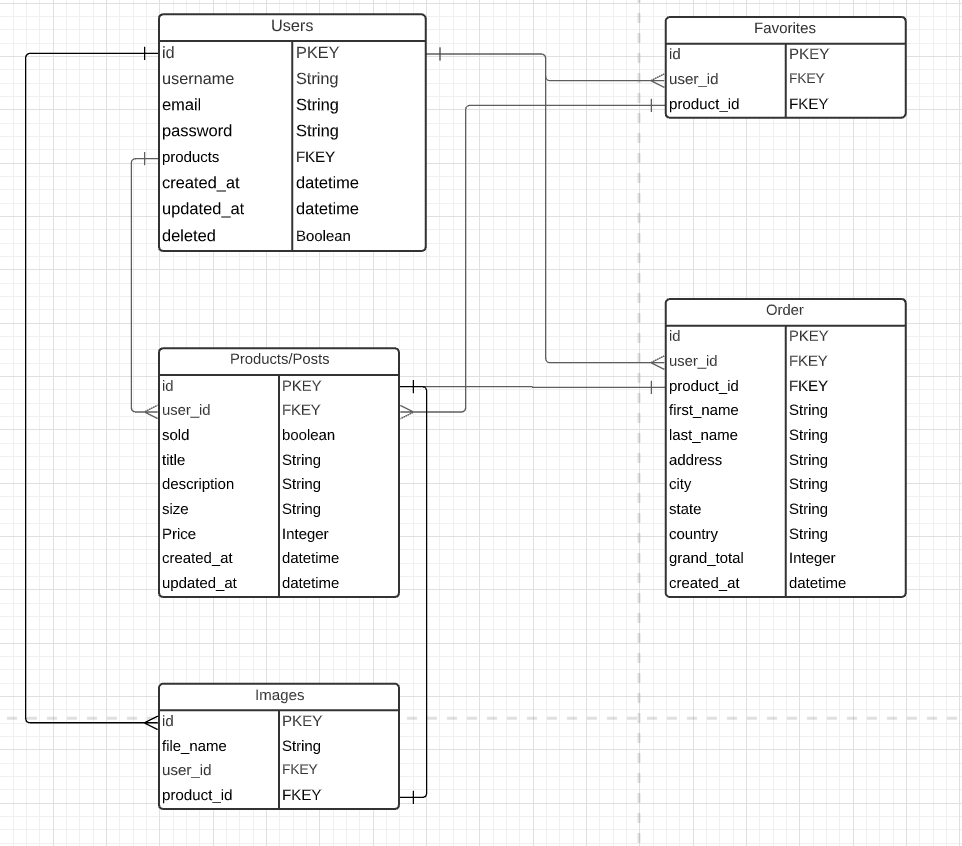 Users
id PKEY
username String
email String
password String
products FKEY
created_at datetime
updated_at datetime
deleted Boolean
Favorites
id PKEY
user_id FKEY
product_id FKEY
Products/Posts
id PKEY
user_id FKEY
sold boolean
title String
description String
size String
Price Integer
created_at datetime
updated_at datetime
Order
id PKEY
user_id FKEY
product_id FKEY
first_name String
last_name String
address String
city String
state String
country String
grand_total Integer
created_at datetime
Images
id PKEY
file_name String
user_id FKEY
product_id FKEY